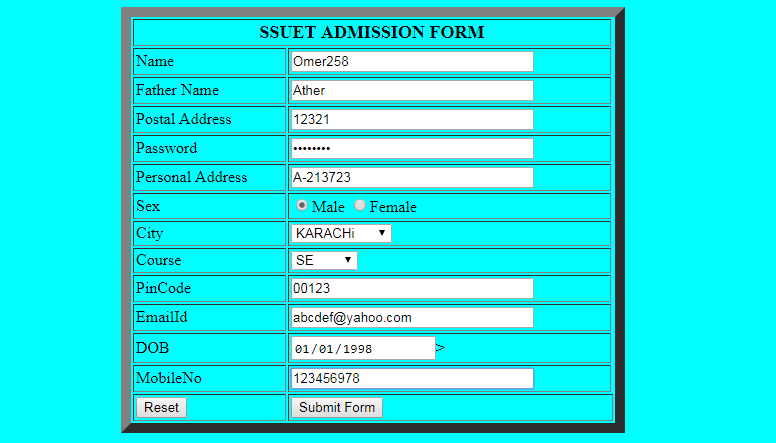 SSUET ADMISSION FORM
Name Omer258
Father Name Ather
Postal Address 12321
Password ••••••••
Personal Address A-213723
Sex Male Female
City KARACHi
Course SE
PinCode 00123
EmailId abcdef@yahoo.com
DOB 01/01/1998 >
MobileNo 123456978
Reset Submit Form